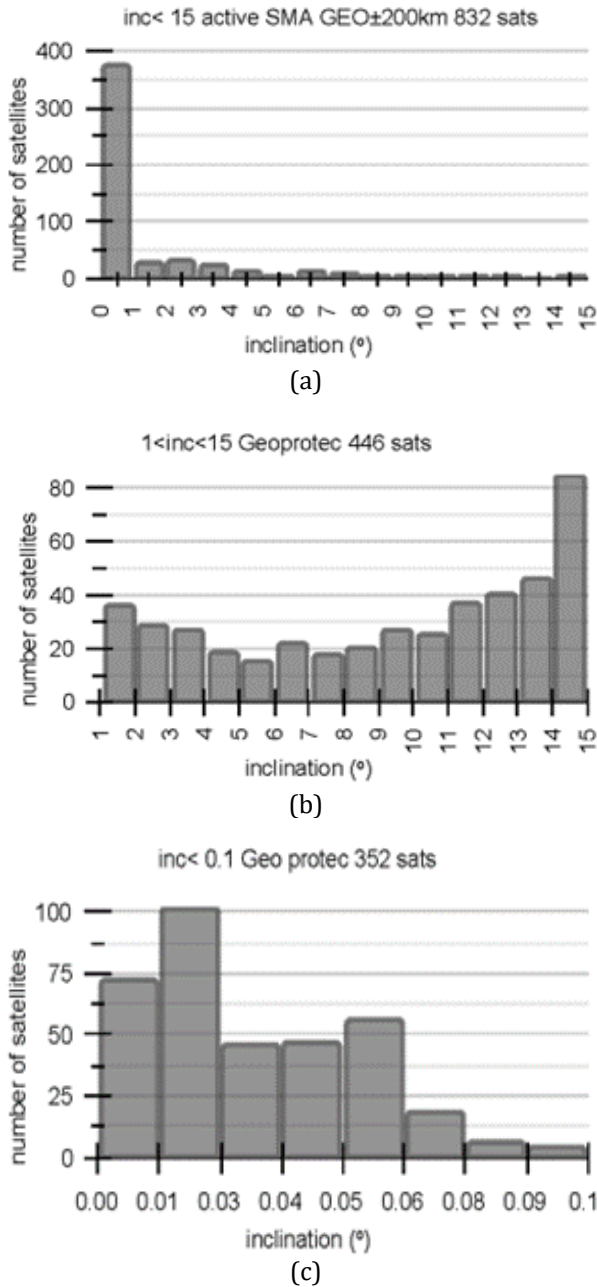 inc< 15 active SMA GEO±200km 832 sats
400
300
200
100
0
number of satellites
0 1 2 3 4 5 6 7 8 9 10 11 12 13 14 15
inclination (º)
(a)
1<inc<15 Geoprotec 446 sats
80
60
40
20
0
number of satellites
1 2 3 4 5 6 7 8 9 10 11 12 13 14 15
inclination (º)
(b)
inc< 0.1 Geo protec 352 sats
100
75
50
25
0
number of satellites
0.00 0.01 0.03 0.04 0.05 0.06 0.08 0.09 0.1
inclination (º)
(c)